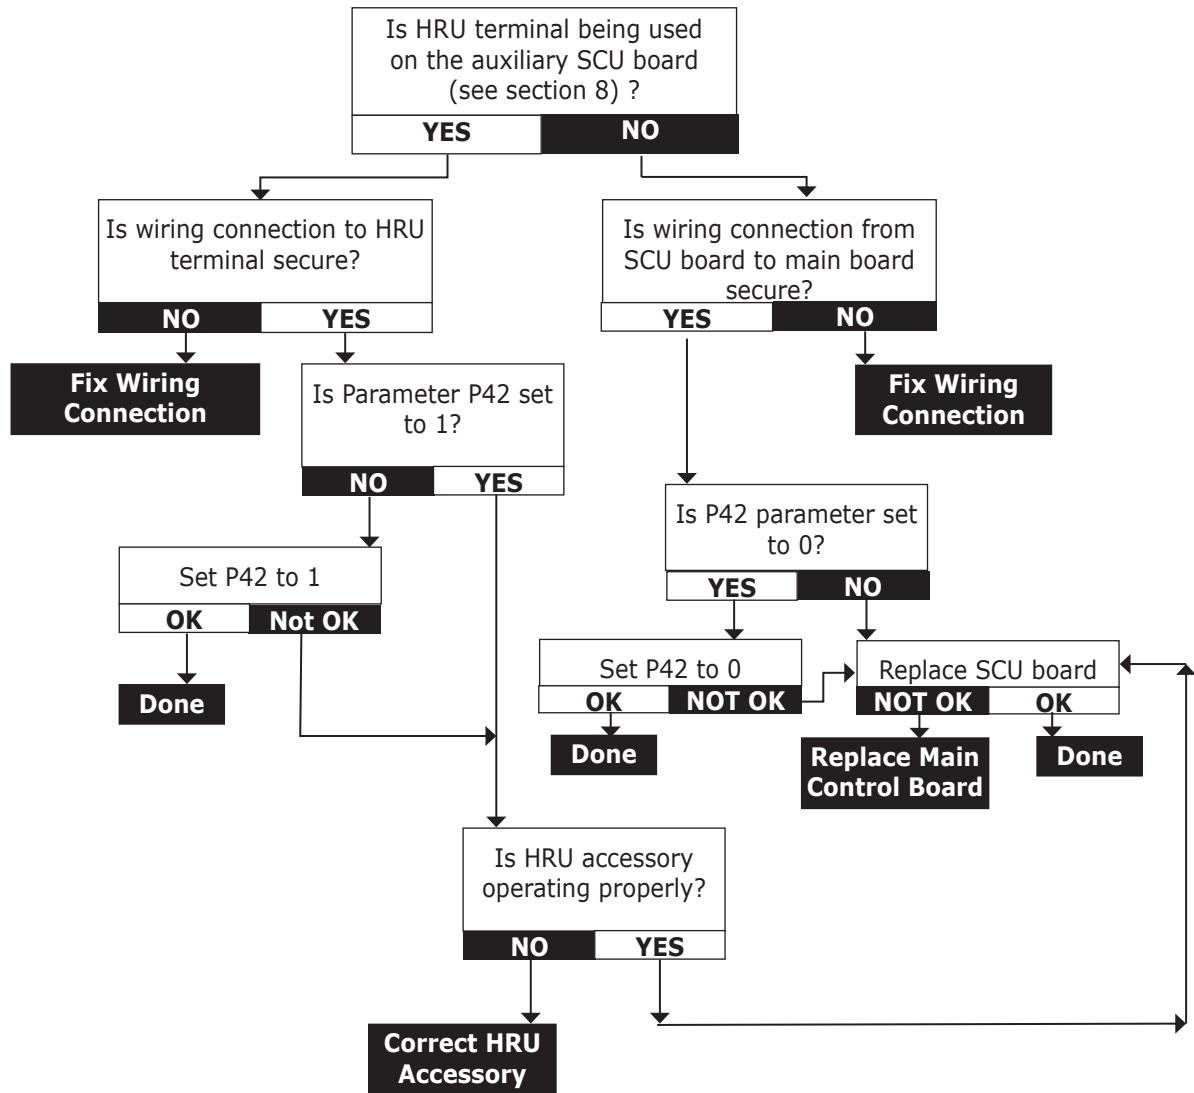 Is HRU terminal being used
on the auxiliary SCU board
(see section 8) ?
YES
NO
Is wiring connection to HRU
terminal secure?
NO
YES
Is wiring connection from
SCU board to main board
secure?
YES
NO
Fix Wiring
Connection
Is Parameter P42 set
to 1?
NO
YES
Fix Wiring
Connection
Is P42 parameter set
to 0?
YES
NO
Set P42 to 1
OK
Not OK
Done
Set P42 to 0
OK
NOT OK
Done
Replace SCU board
NOT OK
OK
Replace Main
Control Board
Done
Is HRU accessory
operating properly?
NO
YES
Correct HRU
Accessory